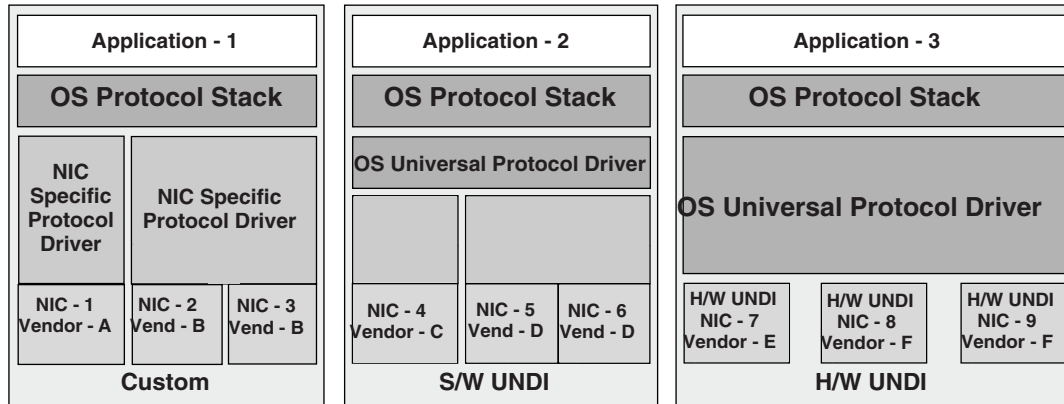 Application - 1
OS Protocol Stack
NIC
Specific
Protocol
Driver
NIC Specific
Protocol Driver
NIC - 1
Vendor - A
NIC - 2
Vend - B
NIC - 3
Vend - B
Custom
Application - 2
OS Protocol Stack
OS Universal Protocol Driver
NIC - 4
Vendor - C
NIC - 5
Vend - D
NIC - 6
Vend - D
S/W UNDI
Application - 3
OS Protocol Stack
OS Universal Protocol Driver
H/W UNDI
NIC - 7
Vendor - E
H/W UNDI
NIC - 8
Vendor - F
H/W UNDI
NIC - 9
Vendor - F
H/W UNDI